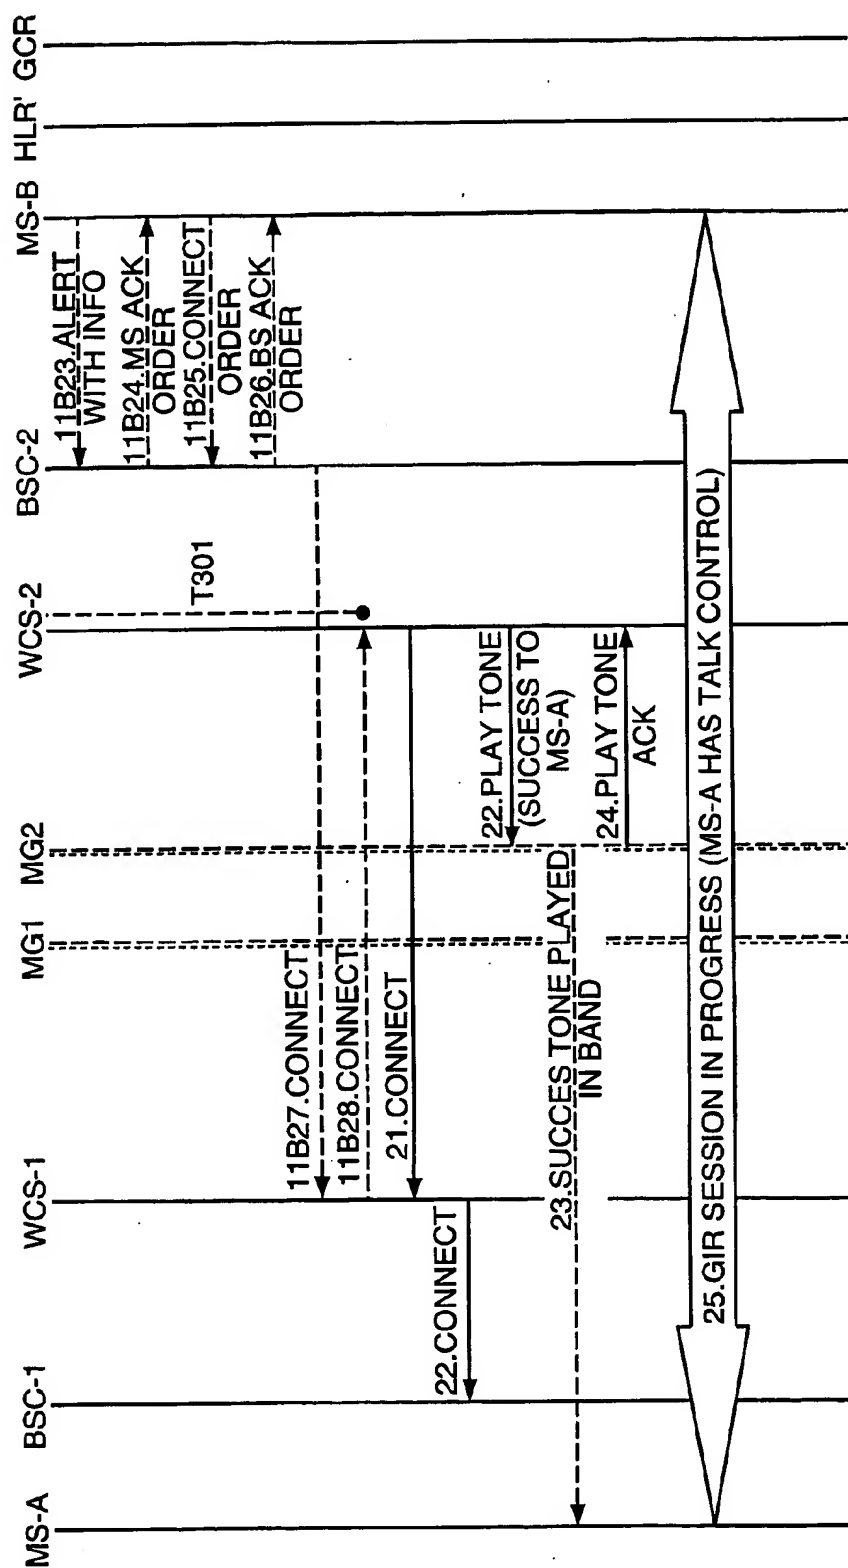 MS-A
BSC-1
WCS-1
MG1
MG2
WCS-2
BSC-2
MS-B
HLR'
GCR
11B23.ALERT
WITH INFO
11B24.MS ACK
ORDER
11B25.CONNECT
ORDER
11B26.BS ACK
ORDER
T301
11B27.CONNECT
11B28.CONNECT
21.CONNECT
22.CONNECT
22.PLAY TONE
(SUCCESS TO
MS-A)
23.SUCCES TONE PLAYED
IN BAND
24.PLAY TONE
ACK
25.GIR SESSION IN PROGRESS (MS-A HAS TALK CONTROL)